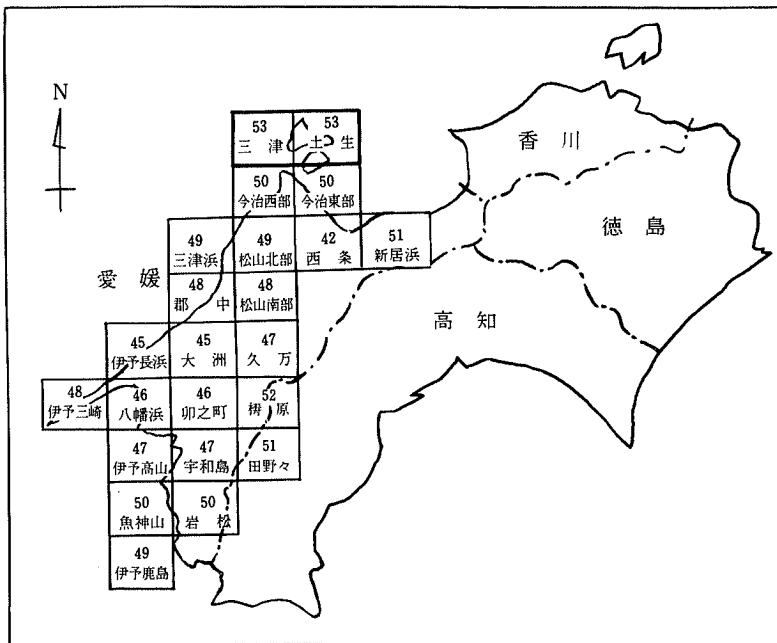 N
53 53
三津 土生
50 50
今治西部 今治東部
香川
49 49 42 51
三津浜 松山北部 西条 新居浜
徳島
愛媛
48 48
郡中 松山南部
高知
45 45 47
伊予長浜 大洲 久万
48 46 46 52
伊予三崎 八幡浜 卯之町 梼原
47 47 51
伊予高山 宇和島 田野々
50 50
魚神山 岩松
49
伊予鹿島